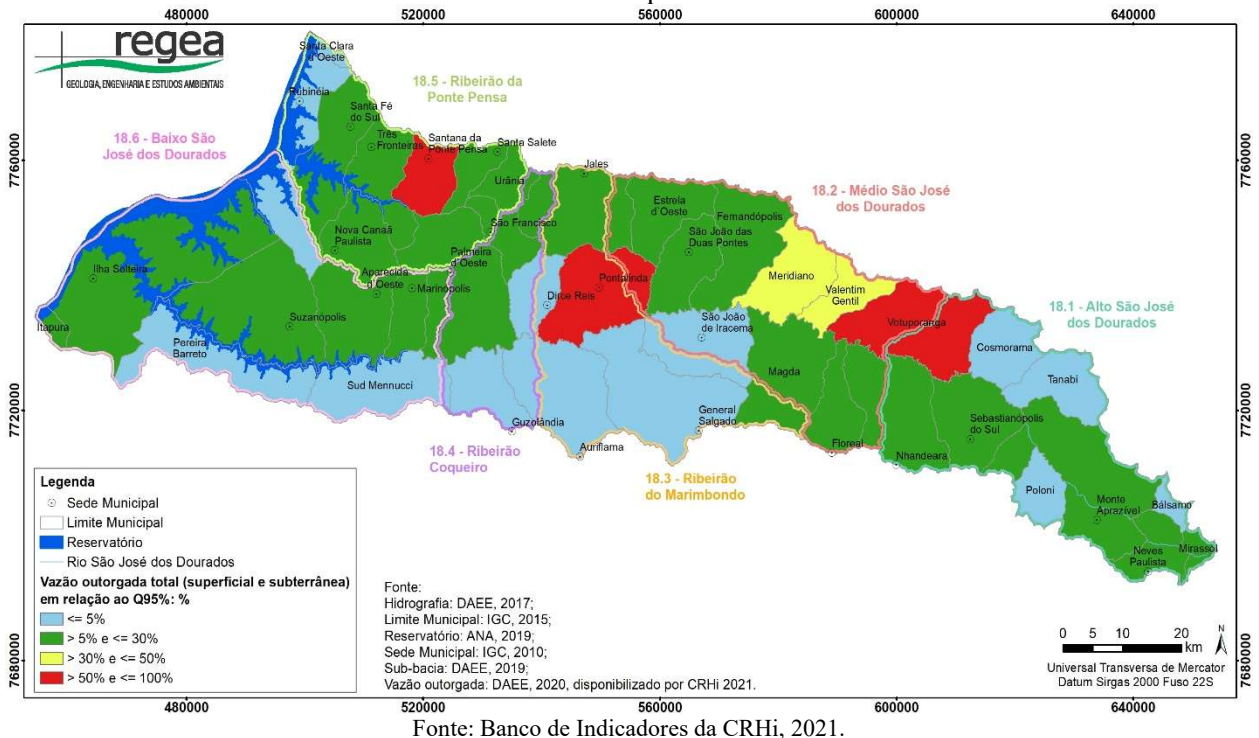 480000 520000 560000 600000 640000
regea
GEOLOGIA, ENGENHARIA E ESTUDOS AMBIENTAIS
Santa Clara
d'Oeste
Rubinéia
18.5 - Ribeirão da
Ponte Pensa
Santa Fé
do Sul
Três
Fronteiras
Santana da
Ponte Pensa
Santa Salete
18.6 - Baixo São
José dos Dourados
7760000
7760000
Jales
Urânia
18.2 - Médio São José
dos Dourados
Estrela
d'Oeste
Fernandópolis
São João das
Duas Pontes
São Francisco
Nova Canaã
Paulista
Palmeira
d'Oeste
Ilha Solteira
Aparecida
d'Oeste
Marinópolis
Pontalinda
Dirce Reis
Meridiano
Valentim
Gentil
18.1 - Alto São José
dos Dourados
Itapura
Suzanópolis
São João
de Iracema
Votuporanga
Cosmorama
Pereira
Barreto
Sud Mennucci
Magda
Tanabi
7720000
7720000
General
Salgado
Guzolândia
Sebastianópolis
do Sul
18.4 - Ribeirão
Coqueiro
Auriflama
Floreal
Nhandeara
18.3 - Ribeirão
do Marimbondo
Poloni
Monte
Aprazível
Bálsamo
Neves
Paulista
Mirassol
Legenda
Sede Municipal
Limite Municipal
Reservatório
Rio São José dos Dourados
Vazão outorgada total (superficial e subterrânea)
em relação ao Q95%: %
<= 5%
> 5% e <= 30%
> 30% e <= 50%
> 50% e <= 100%
Fonte:
Hidrografia: DAEE, 2017;
Limite Municipal: IGC, 2015;
Reservatório: ANA, 2019;
Sede Municipal: IGC, 2010;
Sub-bacia: DAEE, 2019;
Vazão outorgada: DAEE, 2020, disponibilizado por CRHi 2021.
0 5 10 20
km
N
Universal Transversa de Mercator
Datum Sirgas 2000 Fuso 22S
7680000
7680000
480000 520000 560000 600000 640000
Fonte: Banco de Indicadores da CRHi, 2021.